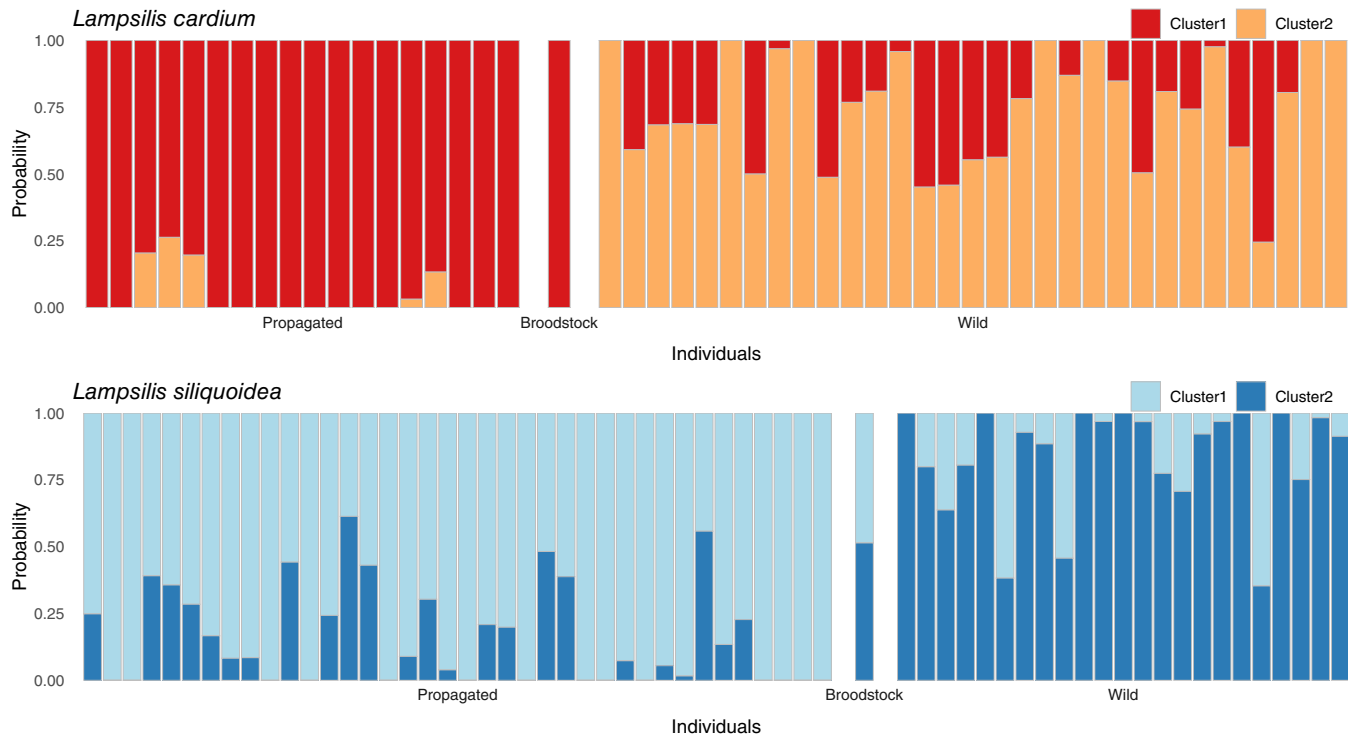 Lampsilis cardium
Cluster1 Cluster2
Probability
1.00
0.75
0.50
0.25
0.00
Propagated Broodstock Wild
Individuals
Lampsilis siliquoidea
Cluster1 Cluster2
Probability
1.00
0.75
0.50
0.25
0.00
Propagated Broodstock Wild
Individuals